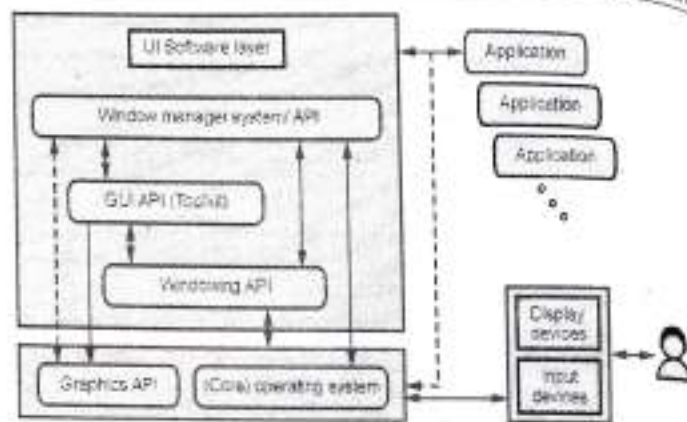 UI Software layer
Application
Application
Application
Window manager system/ API
GUI API (Toolkit)
Windowing API
Graphics API
(Core) operating system
Display
devices
Input
devices